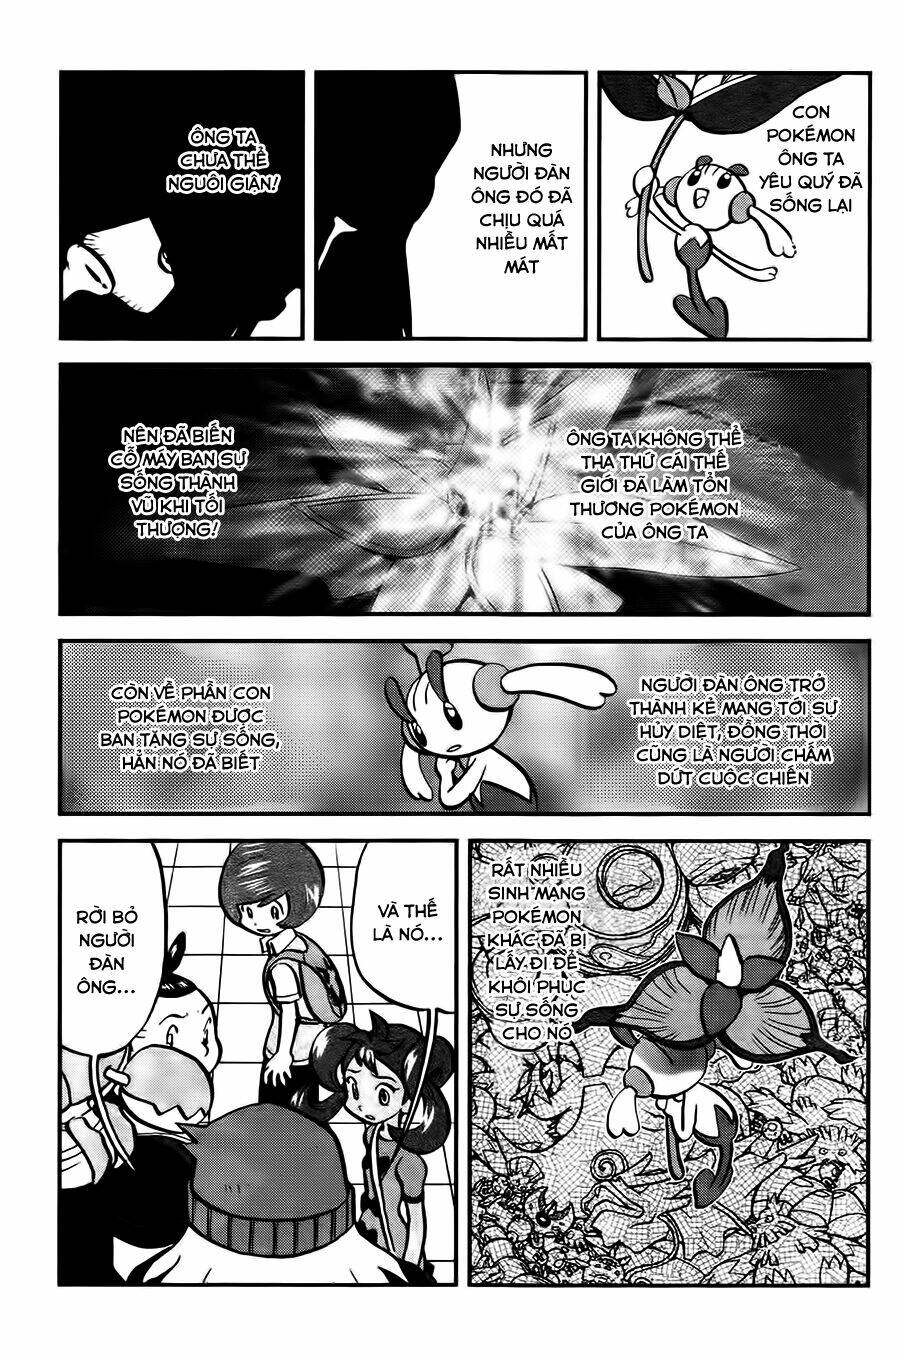 CON
POKÉMON
ÔNG TA
YÊU QUÝ ĐÃ
SỐNG LẠI
NHƯNG
NGƯỜI ĐÀN
ÔNG ĐÓ ĐÃ
CHỊU QUÁ
NHIỀU MẤT
MÁT
ÔNG TA
CHƯA THỂ
NGUÔI GIẬN!
ÔNG TA KHÔNG THỂ
THA THỨ CÁI THẾ
GIỚI ĐÃ LÀM TỔN
THƯƠNG POKÉMON
CỦA ÔNG TA
NÊN ĐÃ BIẾN
CỖ MÁY BAN SỰ
SỐNG THÀNH
VŨ KHI TỐI
THƯỢNG!
NGƯỜI ĐÀN ÔNG TRỞ
THÀNH KẺ MANG TỚI SỰ
HỦY DIỆT, ĐỒNG THỜI
CŨNG LÀ NGƯỜI CHẤM
DỨT CUỘC CHIẾN
CÒN VỀ PHẦN CON
POKÉMON ĐƯỢC
BAN TẶNG SỰ SỐNG,
HẲN NÓ ĐÃ BIẾT
RẤT NHIỀU
SINH MẠNG
POKÉMON
KHÁC ĐÃ BỊ
LẤY ĐI ĐỂ
KHÔI PHỤC
SỰ SỐNG
CHO NÓ
VÀ THẾ
LÀ NÓ...
RỜI BỎ
NGƯỜI
ĐÀN
ÔNG...